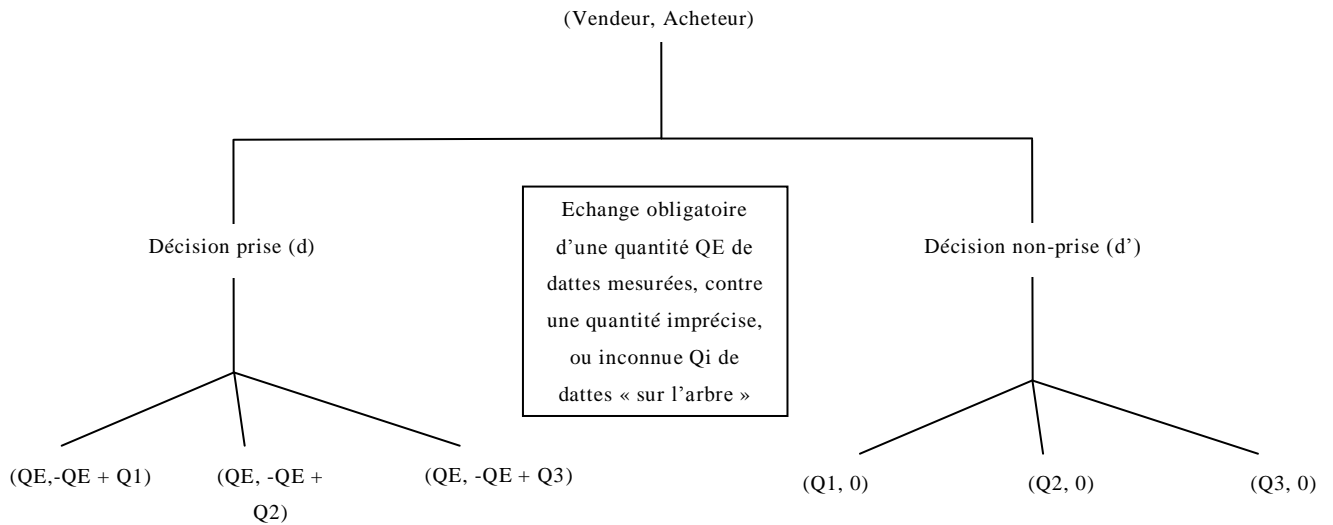 (Vendeur, Acheteur)
Echange obligatoire
d’une quantité QE de
dattes mesurées, contre
une quantité imprécise,
ou inconnue Qi de
dattes « sur l’arbre »
Décision prise (d)
Décision non-prise (d’)
(QE,-QE + Q1)
(QE, -QE +
Q2)
(QE, -QE + Q3)
(Q1, 0)
(Q2, 0)
(Q3, 0)